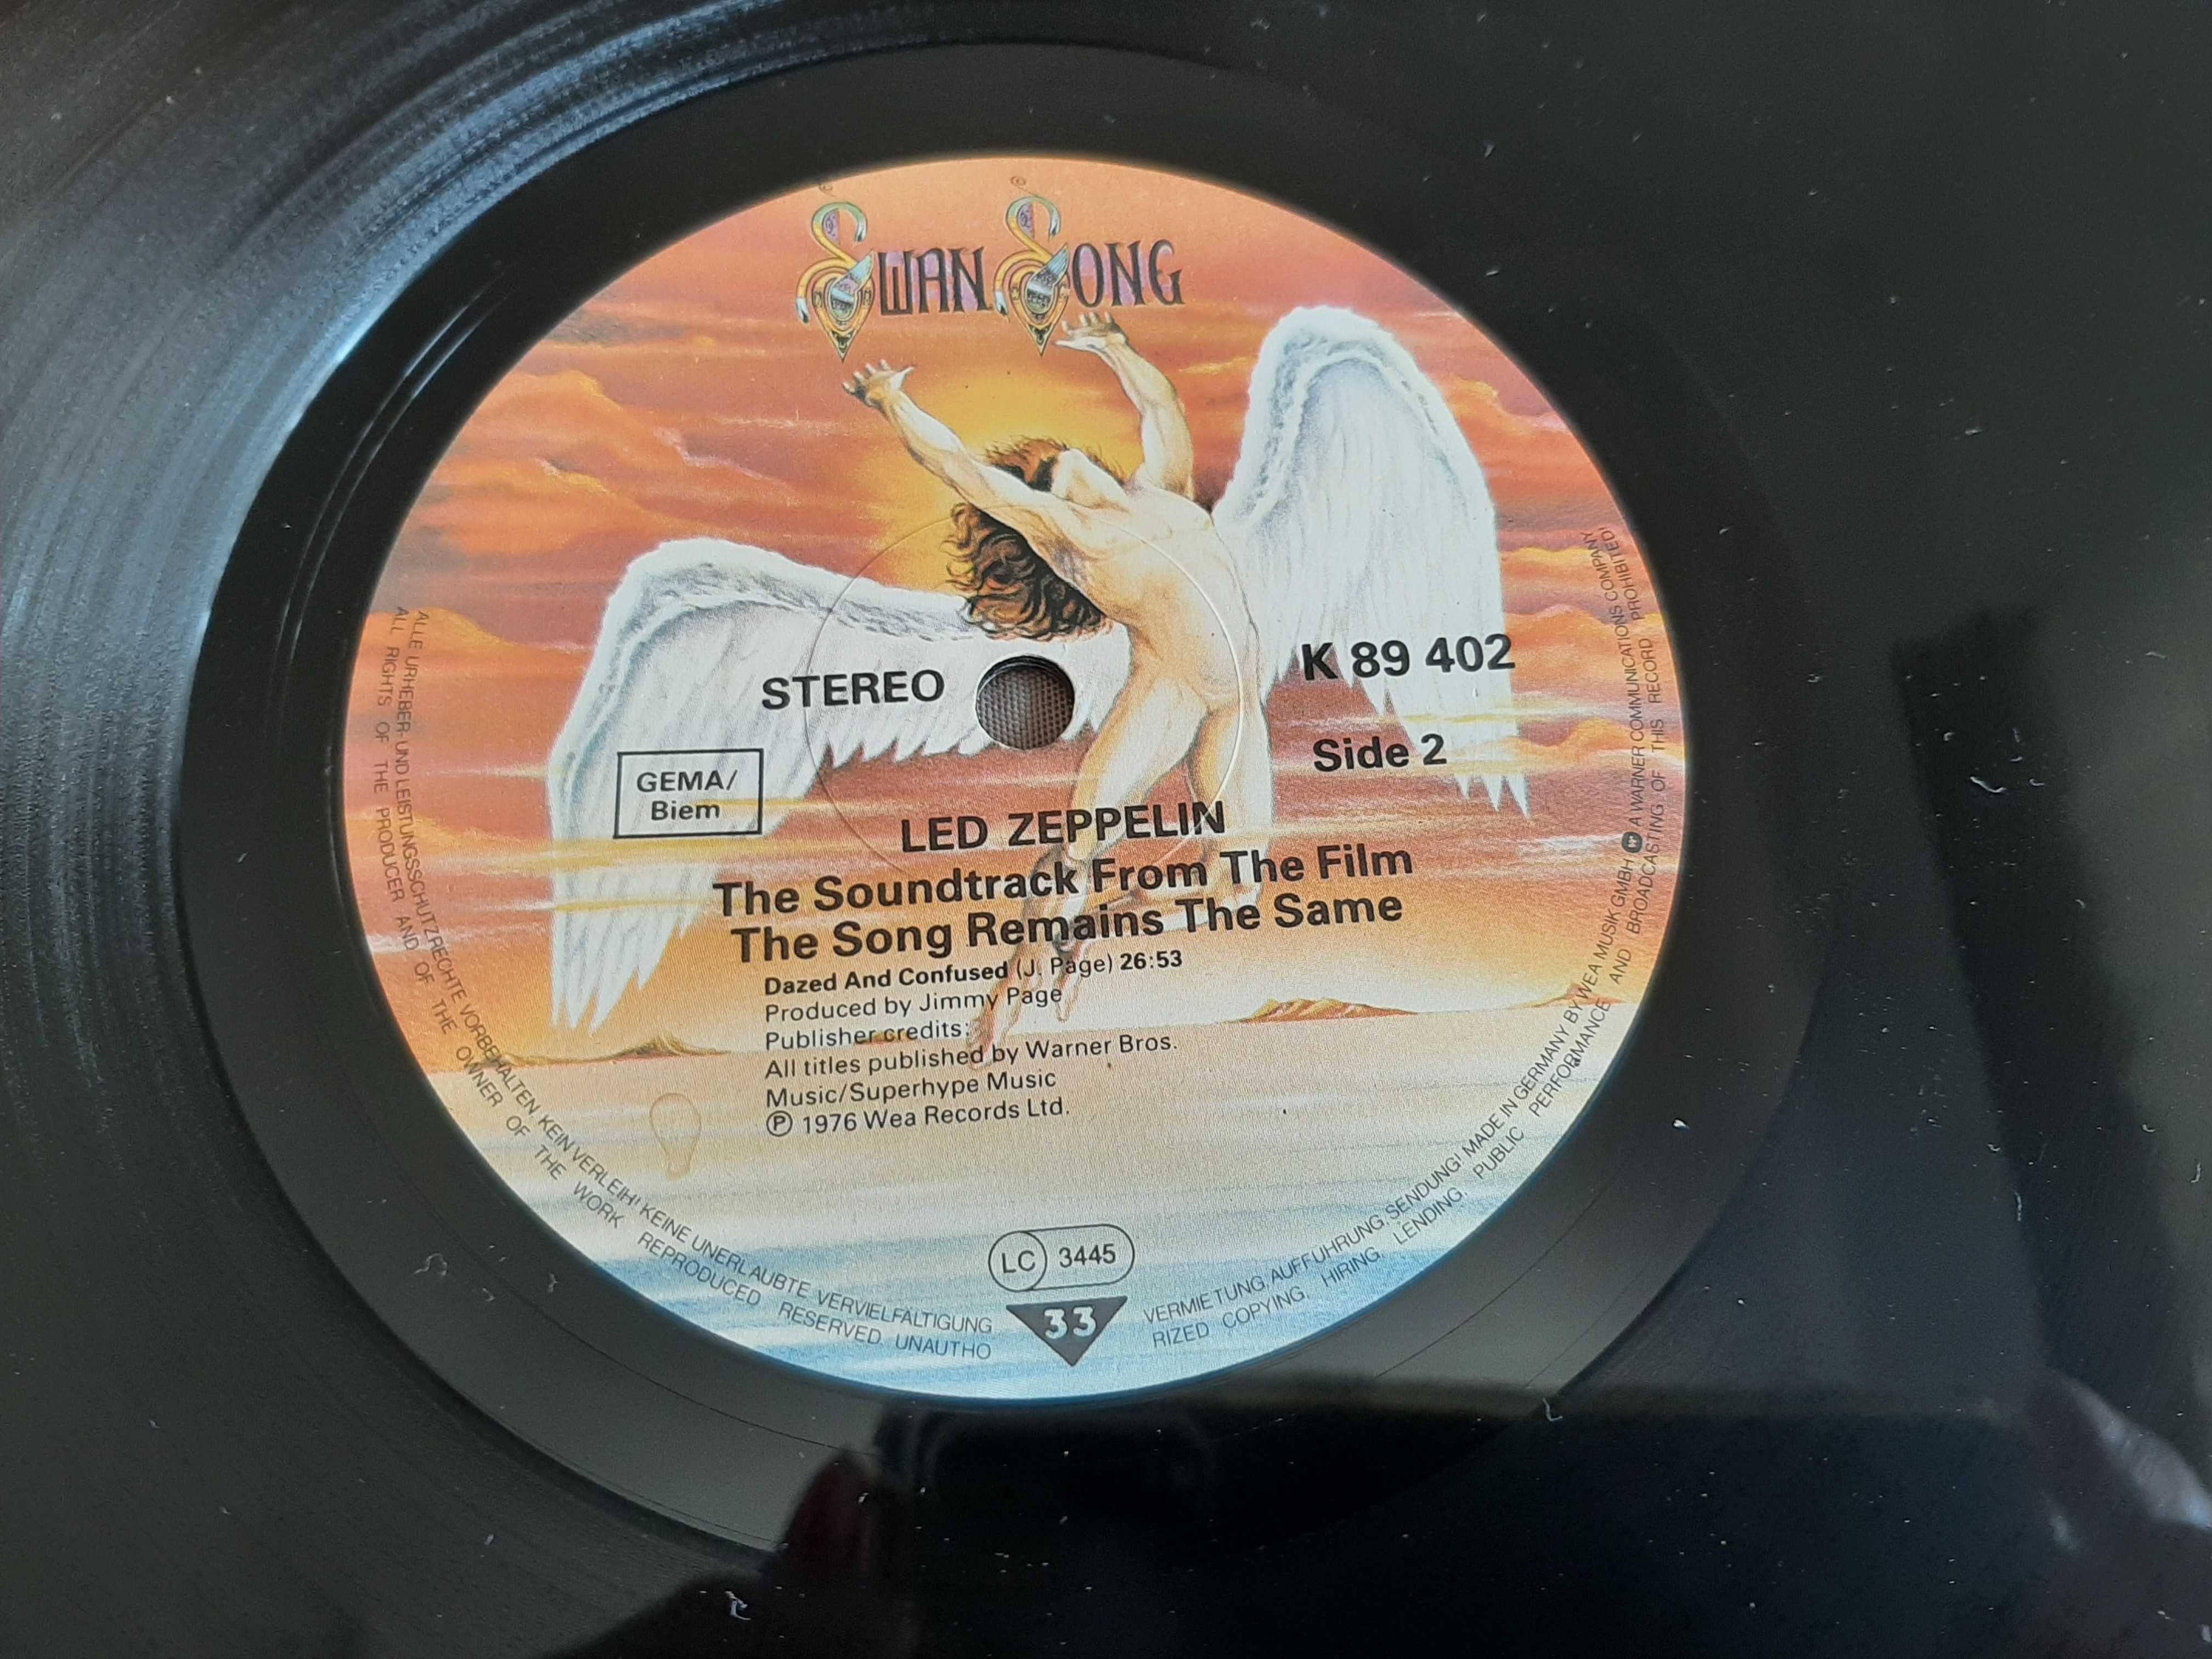 SWAN SONG
STEREO
K 89 402
Side 2
GEMA/
Biem
LED ZEPPELIN
The Soundtrack From The Film
The Song Remains The Same
Dazed And Confused (J. Page) 26:53
Produced by Jimmy Page
Publisher credits:
All titles published by Warner Bros.
Music/Superhype Music
Ⓟ 1976 Wea Records Ltd.
LC 3445
33
ALLE URHEBER- UND LEISTUNGSSCHUTZRECHTE VORBEHALTEN. KEIN VERLEIH! KEINE UNERLAUBTE VERVIELFÄLTIGUNG, VERMIETUNG, AUFFÜHRUNG, SENDUNG! MADE IN GERMANY BY WEA MUSIK GMBH A WARNER COMMUNICATIONS COMPANY
ALL RIGHTS OF THE PRODUCER AND OF THE OWNER OF THE WORK REPRODUCED RESERVED. UNAUTHO RIZED COPYING, HIRING, LENDING, PUBLIC PERFORMANCE AND BROADCASTING OF THIS RECORD PROHIBITED